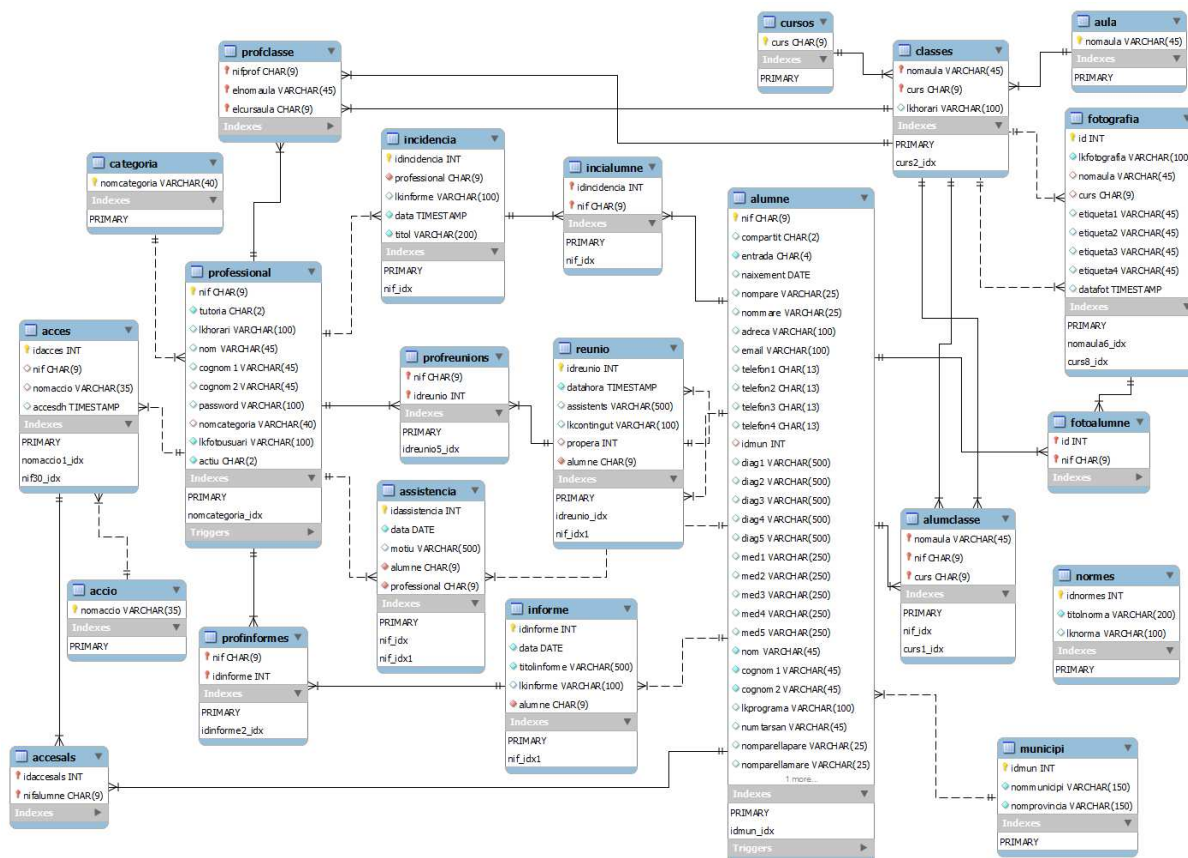 cursos
curs CHAR(9)
Indexes
PRIMARY
aula
nomaula VARCHAR(45)
Indexes
PRIMARY
profclasse
nifprof CHAR(9)
elnomaula VARCHAR(45)
elcursaula CHAR(9)
Indexes
classes
nomaula VARCHAR(45)
curs CHAR(9)
lkhorari VARCHAR(100)
Indexes
PRIMARY
curs2_idx
fotografia
id INT
lkfotografia VARCHAR(100
nomaula VARCHAR(45)
curs CHAR(9)
etiqueta1 VARCHAR(45)
etiqueta2 VARCHAR(45)
etiqueta3 VARCHAR(45)
etiqueta4 VARCHAR(45)
datafot TIMESTAMP
Indexes
PRIMARY
nomaula6_idx
curs8_idx
categoria
nomcategoria VARCHAR(40)
Indexes
PRIMARY
incidencia
idincidencia INT
professional CHAR(9)
lkinforme VARCHAR(100)
data TIMESTAMP
titol VARCHAR(200)
Indexes
PRIMARY
nif_idx
incialumne
idincidencia INT
nif CHAR(9)
Indexes
PRIMARY
nif_idx
alumne
nif CHAR(9)
compartit CHAR(2)
entrada CHAR(4)
naixement DATE
nompare VARCHAR(25)
nommare VARCHAR(25)
adreca VARCHAR(100)
email VARCHAR(100)
telefon1 CHAR(13)
telefon2 CHAR(13)
telefon3 CHAR(13)
telefon4 CHAR(13)
idmun INT
diag1 VARCHAR(500)
diag2 VARCHAR(500)
diag3 VARCHAR(500)
diag4 VARCHAR(500)
diag5 VARCHAR(500)
med1 VARCHAR(250)
med2 VARCHAR(250)
med3 VARCHAR(250)
med4 VARCHAR(250)
med5 VARCHAR(250)
nom VARCHAR(45)
cognom1 VARCHAR(45)
cognom2 VARCHAR(45)
lkprograma VARCHAR(100)
numtarsan VARCHAR(45)
nomparellapare VARCHAR(25)
nomparellamare VARCHAR(25)
1 more...
Indexes
PRIMARY
idmun_idx
Triggers
professional
nif CHAR(9)
tutoria CHAR(2)
lkhorari VARCHAR(100)
nom VARCHAR(45)
cognom1 VARCHAR(45)
cognom2 VARCHAR(45)
password VARCHAR(100)
nomcategoria VARCHAR(40)
lkfotousuari VARCHAR(100)
actiu CHAR(2)
Indexes
PRIMARY
nomcategoria_idx
Triggers
acces
idacces INT
nif CHAR(9)
nomaccio VARCHAR(35)
accesdh TIMESTAMP
Indexes
PRIMARY
nomaccio1_idx
nif30_idx
profreunions
nif CHAR(9)
idreunio INT
Indexes
PRIMARY
idreunio5_idx
reunio
idreunio INT
datahora TIMESTAMP
assistents VARCHAR(500)
lkcontingut VARCHAR(100)
propera INT
alumne CHAR(9)
Indexes
PRIMARY
idreunio_idx
nif_idx1
fotoalumne
id INT
nif CHAR(9)
Indexes
assistencia
idassistencia INT
data DATE
motiu VARCHAR(500)
alumne CHAR(9)
professional CHAR(9)
Indexes
PRIMARY
nif_idx
nif_idx1
alumclasse
nomaula VARCHAR(45)
nif CHAR(9)
curs CHAR(9)
Indexes
PRIMARY
nif_idx
curs1_idx
normes
idnormes INT
titolnorma VARCHAR(200)
lknorma VARCHAR(100)
Indexes
PRIMARY
accio
nomaccio VARCHAR(35)
Indexes
PRIMARY
profinformes
nif CHAR(9)
idinforme INT
Indexes
PRIMARY
idinforme2_idx
informe
idinforme INT
data DATE
titolinforme VARCHAR(500)
lkinforme VARCHAR(100)
alumne CHAR(9)
Indexes
PRIMARY
nif_idx1
accesals
idaccesals INT
nifalumne CHAR(9)
Indexes
municipi
idmun INT
nommunicipi VARCHAR(150)
nomprovincia VARCHAR(150)
Indexes
PRIMARY